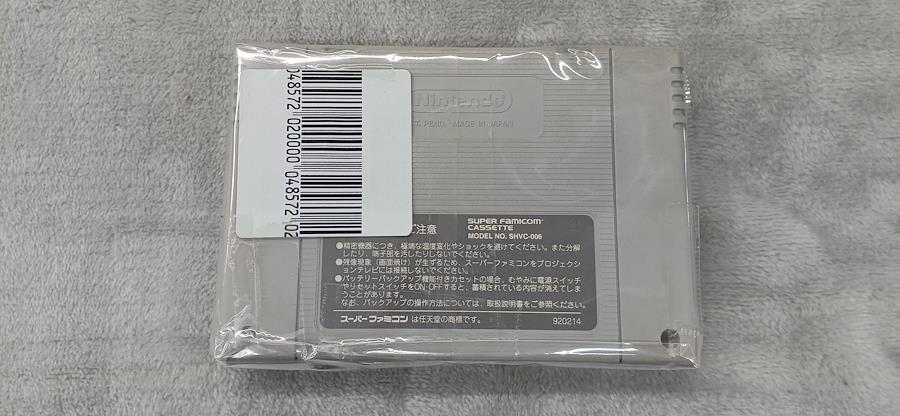 048572 020000 048572 02
Nintendo
T. PEND. MADE IN JAPAN
ご注意
SUPER FAMICOM
CASSETTE
MODEL NO. SHVC-006
●精密機器につき、極端な温度変化やショックを避けてください。また分解
したり、端子部を汚したりしないでください。
●残像現象(画面焼け)が生ずるため、スーパーファミコンをプロジェクシ
ョンテレビには接続しないでください。
●バッテリーバックアップ機能付きカセットの場合、むやみに電源スイッチ
やリセットスイッチをON・OFFすると、蓄積されている内容が消えてしま
うことがあります。
なお、バックアップの操作方法については、取扱説明書をご参照ください。
スーパーファミコン は任天堂の商標です。
920214